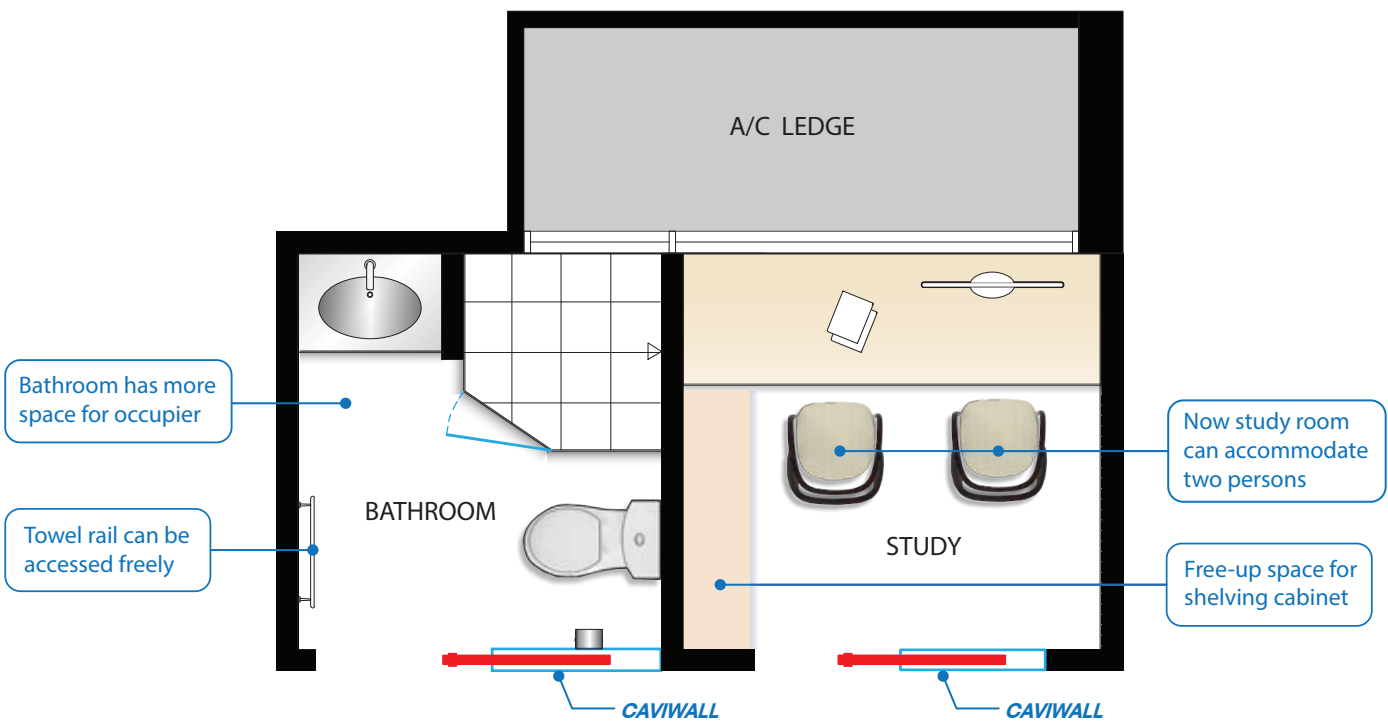 A/C LEDGE
Bathroom has more
space for occupier
Towel rail can be
accessed freely
BATHROOM
STUDY
Now study room
can accommodate
two persons
Free-up space for
shelving cabinet
CAVIWALL
CAVIWALL